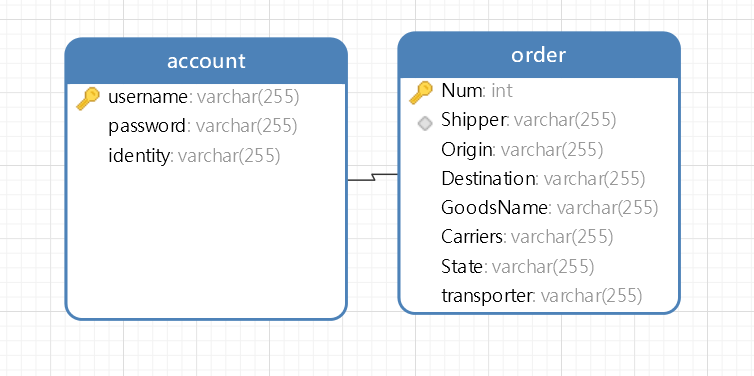 account
username: varchar(255)
password: varchar(255)
identity: varchar(255)
order
Num: int
Shipper: varchar(255)
Origin: varchar(255)
Destination: varchar(255)
GoodsName: varchar(255)
Carriers: varchar(255)
State: varchar(255)
transporter: varchar(255)